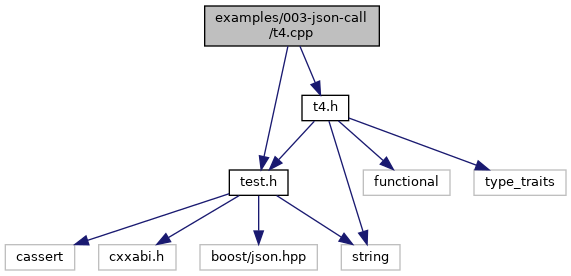 examples/003-json-call
/t4.cpp
t4.h
test.h
functional
type_traits
cassert
cxxabi.h
boost/json.hpp
string